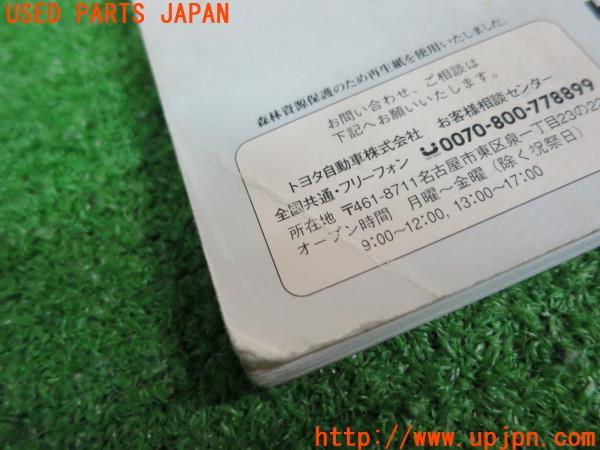 USED PARTS JAPAN
森林資源保護のため再生紙を使用いたしました。
お問い合わせ、ご相談は
下記へお願いいたします。
トヨタ自動車株式会社 お客様相談センター
全国共通・フリーフォン 0070-800-778899
所在地 〒461-8711名古屋市東区泉一丁目23の22
オープン時間 月曜〜金曜(除く祝祭日)
9:00〜12:00, 13:00〜17:00
http://www.upjpn.com/